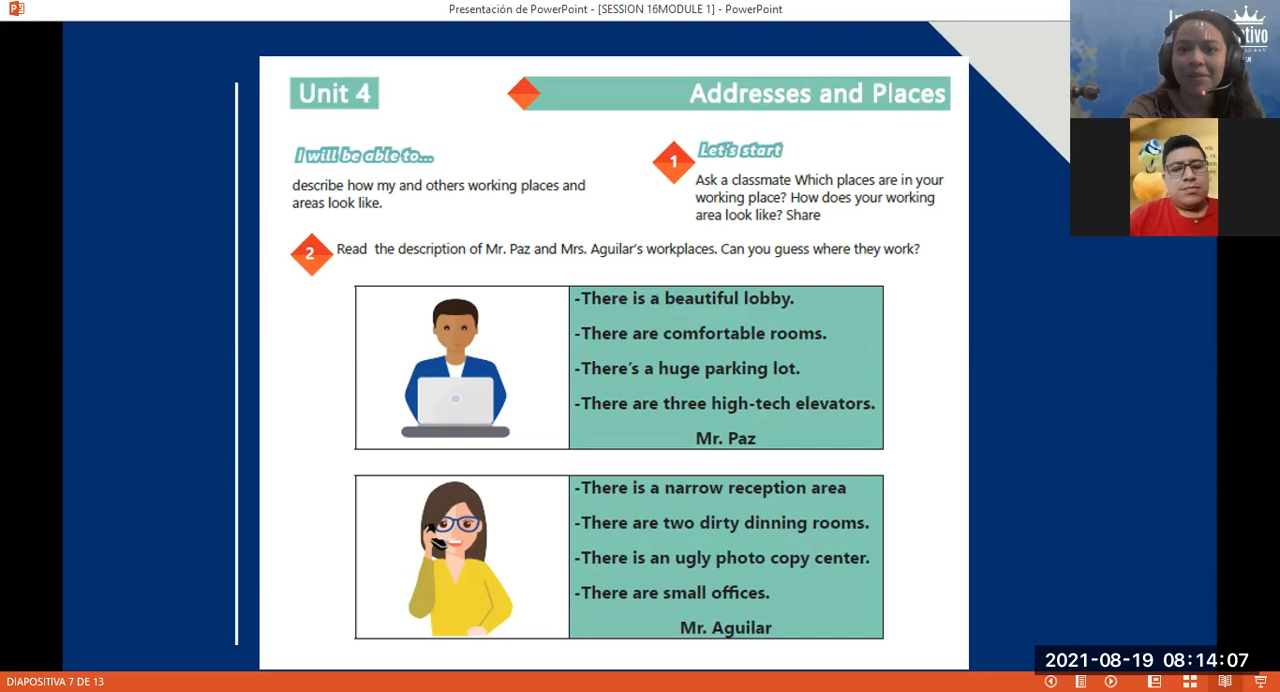 Presentación de PowerPoint - [SESSION 16MODULE 1] - PowerPoint
Unit 4
Addresses and Places
I will be able to...
describe how my and others working places and
areas look like.
1
Let's start
Ask a classmate Which places are in your
working place? How does your working
area look like? Share
2
Read the description of Mr. Paz and Mrs. Aguilar's workplaces. Can you guess where they work?
-There is a beautiful lobby.
-There are comfortable rooms.
-There's a huge parking lot.
-There are three high-tech elevators.
Mr. Paz
-There is a narrow reception area
-There are two dirty dinning rooms.
-There is an ugly photo copy center.
-There are small offices.
Mr. Aguilar
2021-08-19 08:14:07
DIAPOSITIVA 7 DE 13